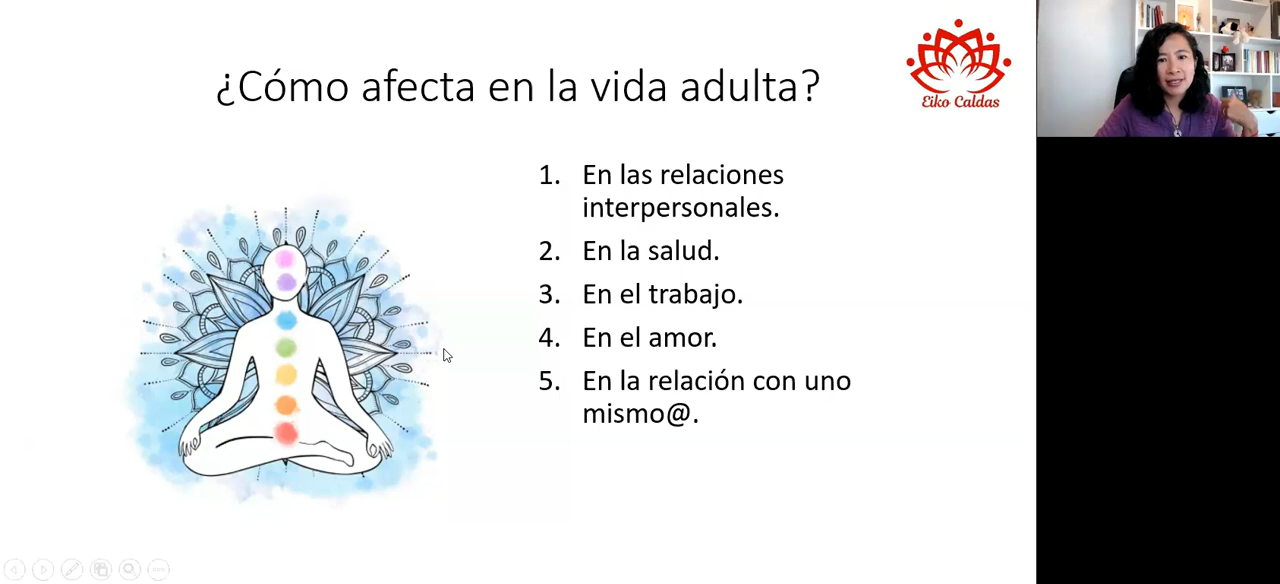 ¿Cómo afecta en la vida adulta?
Eiko Caldas
1. En las relaciones
interpersonales.
2. En la salud.
3. En el trabajo.
4. En el amor.
5. En la relación con uno
mismo@.